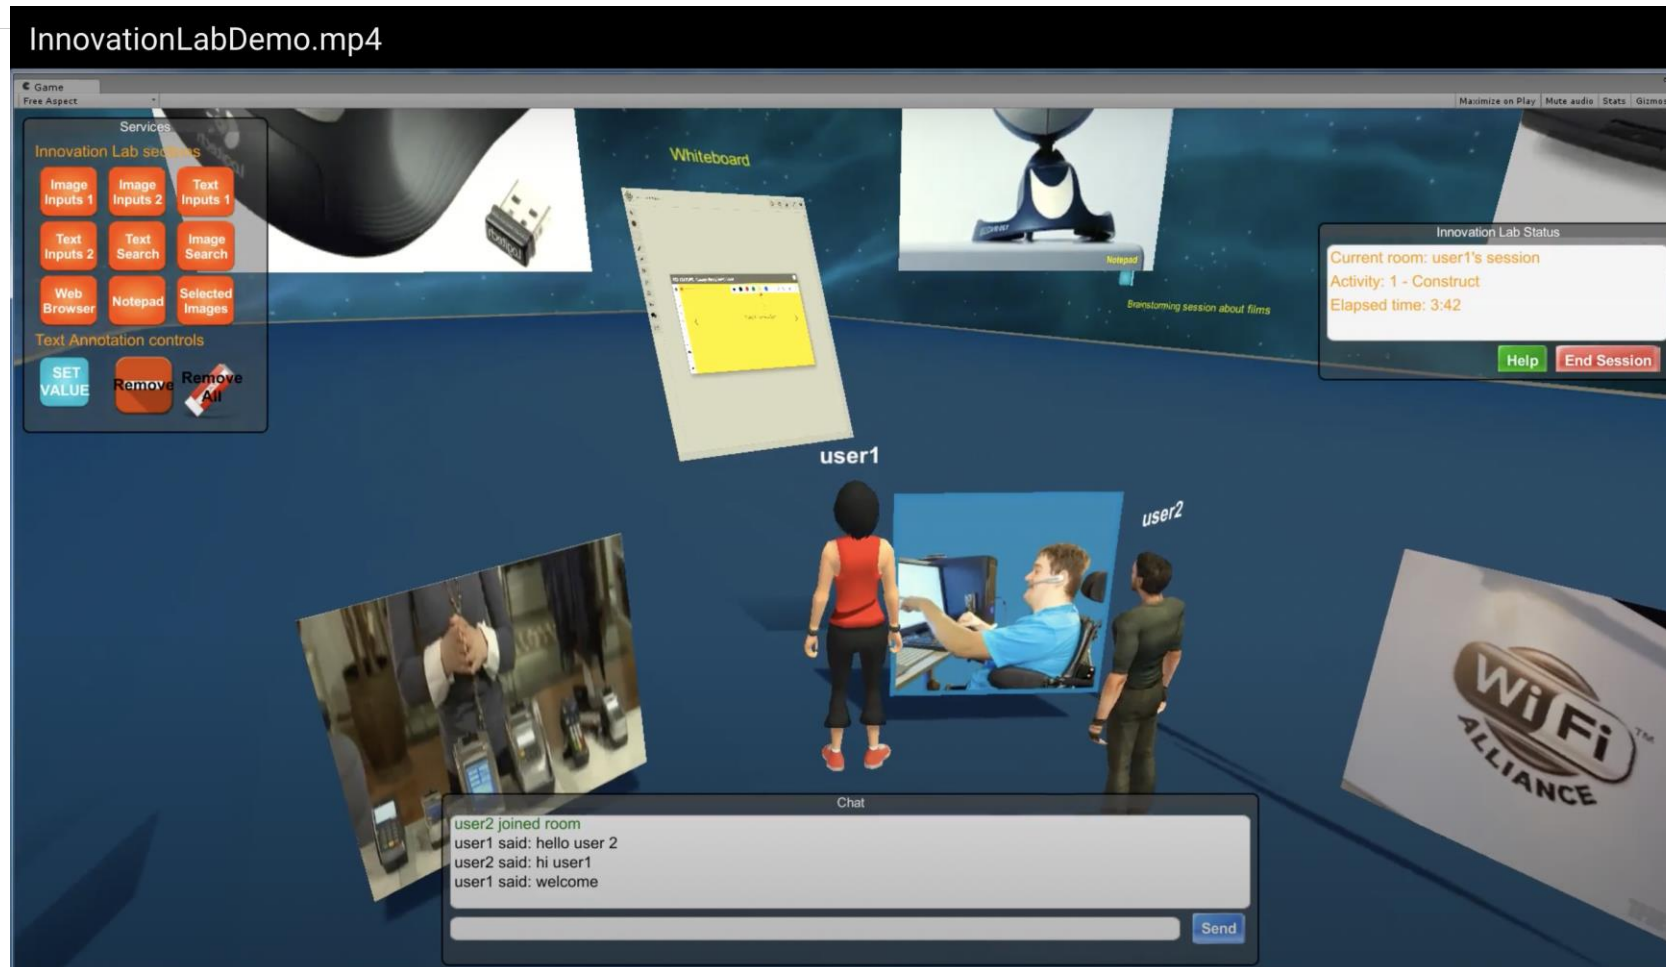 InnovationLabDemo.mp4
Game
Free Aspect
Maximize on Play
Mute audio
Stats
Gizmos
Services
Innovation Lab sections
Image Inputs 1
Image Inputs 2
Text Inputs 1
Text Inputs 2
Text Search
Image Search
Web Browser
Notepad
Selected Images
Text Annotation controls
SET VALUE
Remove
Remove All
Whiteboard
Notepad
Brainstorming session about films
Innovation Lab Status
Current room: user1's session
Activity: 1 - Construct
Elapsed time: 3:42
Help
End Session
user1
user2
WiFi
TM
ALLIANCE
Chat
user2 joined room
user1 said: hello user 2
user2 said: hi user1
user1 said: welcome
Send